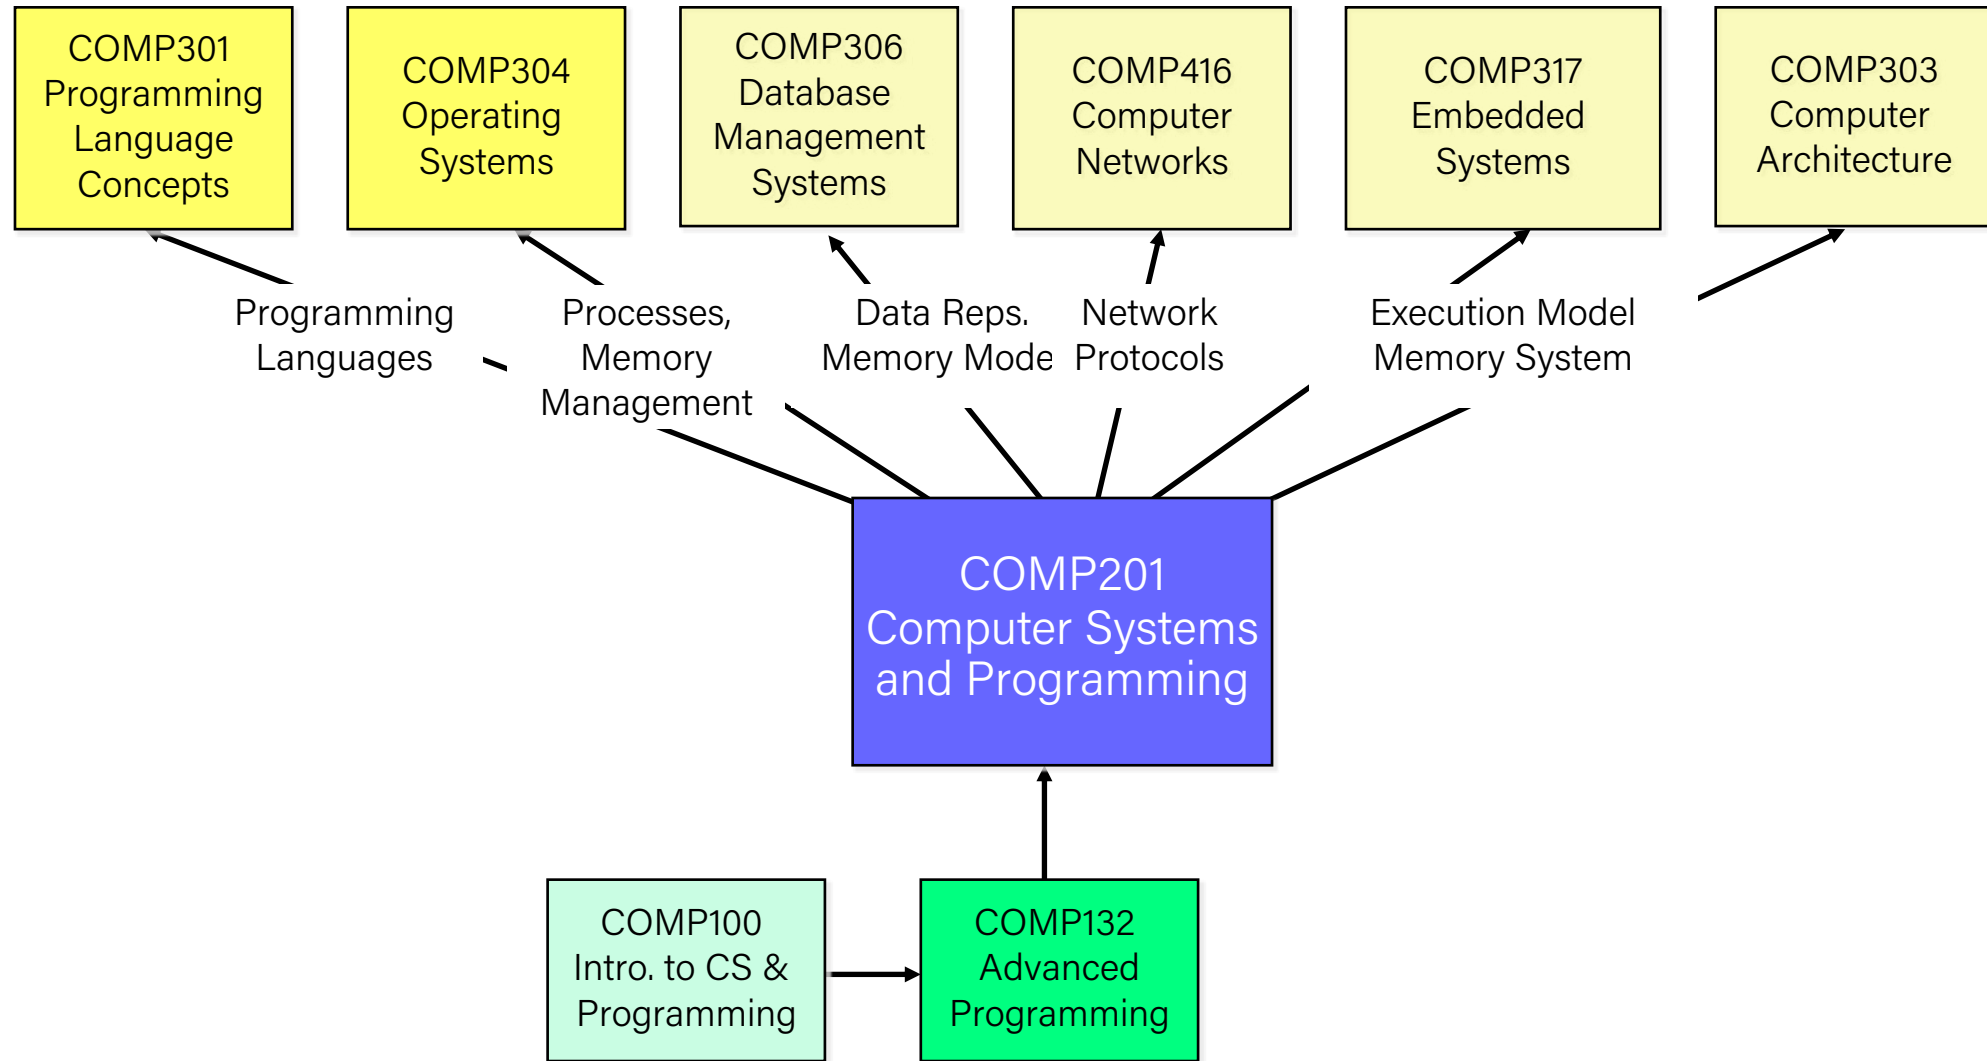 COMP301
Programming
Language
Concepts
COMP304
Operating
Systems
COMP306
Database
Management
Systems
COMP416
Computer
Networks
COMP317
Embedded
Systems
COMP303
Computer
Architecture
Programming
Languages
Processes,
Memory
Management
Data Reps.
Memory Mode
Network
Protocols
Execution Model
Memory System
COMP201
Computer Systems
and Programming
COMP100
Intro. to CS &
Programming
COMP132
Advanced
Programming